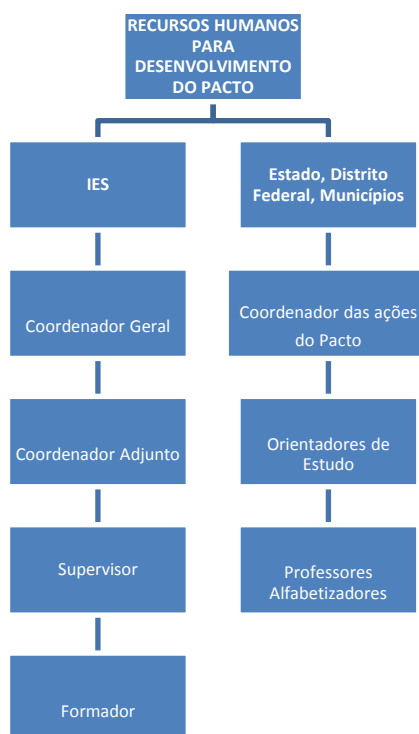 RECURSOS HUMANOS
PARA
DESENVOLVIMENTO
DO PACTO
IES
Coordenador Geral
Coordenador Adjunto
Supervisor
Formador
Estado, Distrito
Federal, Municípios
Coordenador das ações
do Pacto
Orientadores de
Estudo
Professores
Alfabetizadores